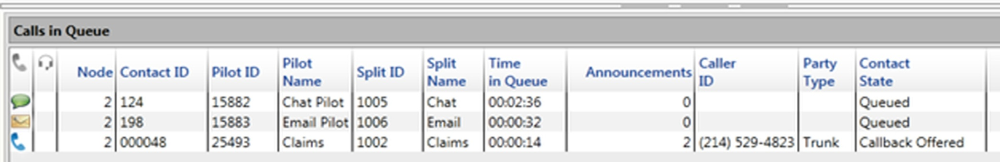 Calls in Queue
Node Contact ID Pilot ID Pilot Name Split ID Split Name Time in Queue Announcements Caller ID Party Type Contact State
2 124 15882 Chat Pilot 1005 Chat 00:02:36 0 Queued
2 198 15883 Email Pilot 1006 Email 00:00:32 0 Queued
2 000048 25493 Claims 1002 Claims 00:00:14 2 (214) 529-4823 Trunk Callback Offered